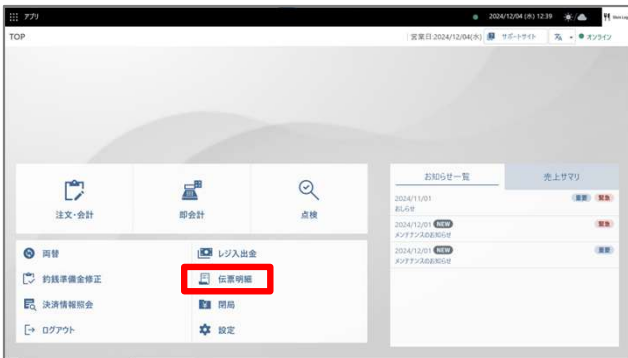 アプリ
2024/12/04 (水) 12:39
TOP
営業日:2024/12/04(水)
サポートサイト
オンライン
注文・会計
即会計
点検
お知らせ一覧
売上サマリ
2024/11/01
重要
緊急
おしらせ
2024/12/01 NEW
緊急
メンテナンスのお知らせ
2024/12/01 NEW
重要
メンテナンスのお知らせ
両替
レジ入出金
釣銭準備金修正
伝票明細
決済情報照会
閉局
ログアウト
設定